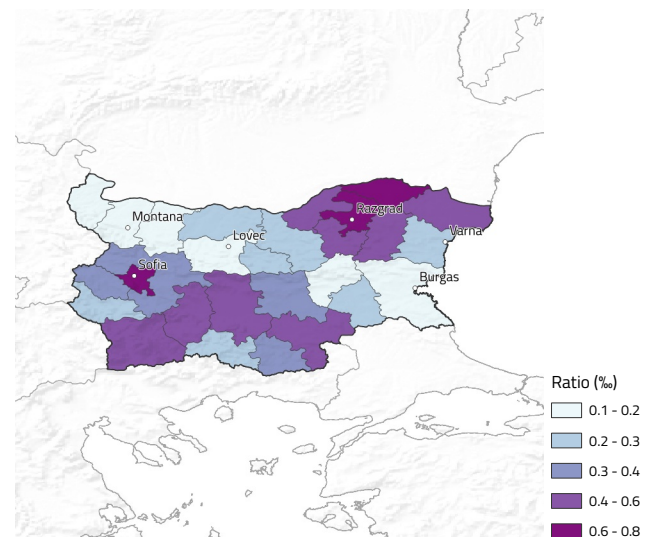 Montana
Razgrad
Lovec
Varna
Sofia
Burgas
Ratio (‰)
0.1 - 0.2
0.2 - 0.3
0.3 - 0.4
0.4 - 0.6
0.6 - 0.8